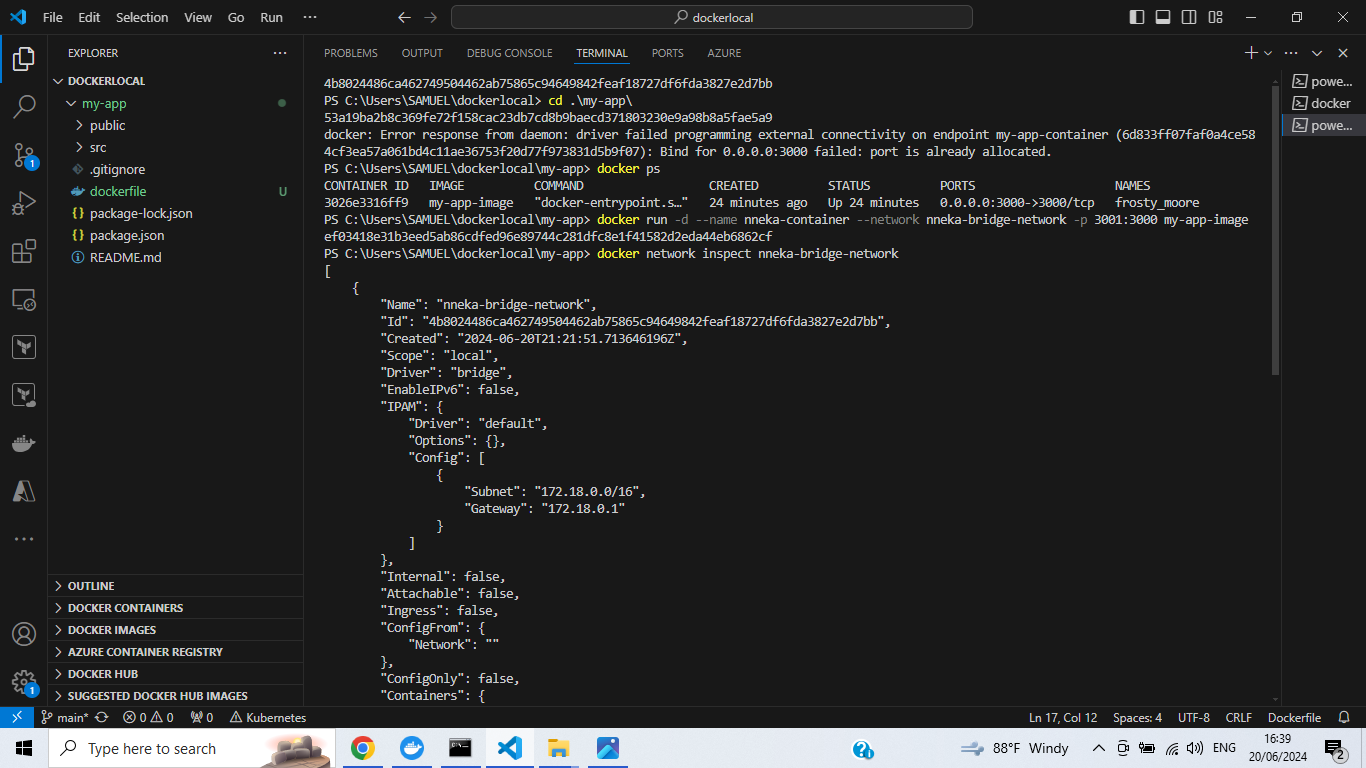 File Edit Selection View Go Run ...
dockerlocal
EXPLORER
DOCKERLOCAL
my-app
public
src
.gitignore
dockerfile U
package-lock.json
package.json
README.md
OUTLINE
DOCKER CONTAINERS
DOCKER IMAGES
AZURE CONTAINER REGISTRY
DOCKER HUB
SUGGESTED DOCKER HUB IMAGES
1
1
PROBLEMS OUTPUT DEBUG CONSOLE TERMINAL PORTS AZURE
4b8024486ca462749504462ab75865c94649842feaf18727df6fda3827e2d7bb
PS C:\Users\SAMUEL\dockerlocal> cd .\my-app\
53a19ba2b8c369fe72f158cac23db7cd8b9baecd371803230e9a98b8a5fae5a9
docker: Error response from daemon: driver failed programming external connectivity on endpoint my-app-container (6d833ff07faf0a4ce58
4cf3ea57a061bd4c11ae36753f20d77f973831d5b9f07): Bind for 0.0.0.0:3000 failed: port is already allocated.
PS C:\Users\SAMUEL\dockerlocal\my-app> docker ps
CONTAINER ID IMAGE COMMAND CREATED STATUS PORTS NAMES
3026e3316ff9 my-app-image "docker-entrypoint.s…" 24 minutes ago Up 24 minutes 0.0.0.0:3000->3000/tcp frosty_moore
PS C:\Users\SAMUEL\dockerlocal\my-app> docker run -d --name nneka-container --network nneka-bridge-network -p 3001:3000 my-app-image
ef03418e31b3eed5ab86cdfed96e89744c281dfc8e1f41582d2eda44eb6862cf
PS C:\Users\SAMUEL\dockerlocal\my-app> docker network inspect nneka-bridge-network
[
{
"Name": "nneka-bridge-network",
"Id": "4b8024486ca462749504462ab75865c94649842feaf18727df6fda3827e2d7bb",
"Created": "2024-06-20T21:21:51.713646196Z",
"Scope": "local",
"Driver": "bridge",
"EnableIPv6": false,
"IPAM": {
"Driver": "default",
"Options": {},
"Config": [
{
"Subnet": "172.18.0.0/16",
"Gateway": "172.18.0.1"
}
]
},
"Internal": false,
"Attachable": false,
"Ingress": false,
"ConfigFrom": {
"Network": ""
},
"ConfigOnly": false,
"Containers": {
powe...
docker
powe...
main* 0 0 0 Kubernetes Ln 17, Col 12 Spaces: 4 UTF-8 CRLF Dockerfile
Type here to search
88°F Windy
ENG
16:39
20/06/2024
2